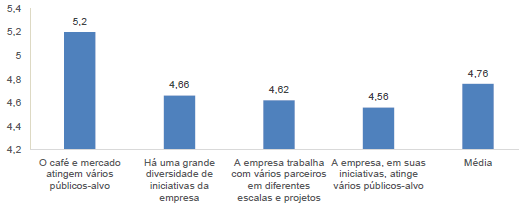 5,4
5,2
5
4,8
4,6
4,4
4,2
5,2
4,66
4,62
4,56
4,76
O café e mercado
atingem vários
públicos-alvo
Há uma grande
diversidade de
iniciativas da
empresa
A empresa trabalha
com vários parceiros
em diferentes
escalas e projetos
A empresa, em suas
iniciativas, atinge
vários públicos-alvo
Média